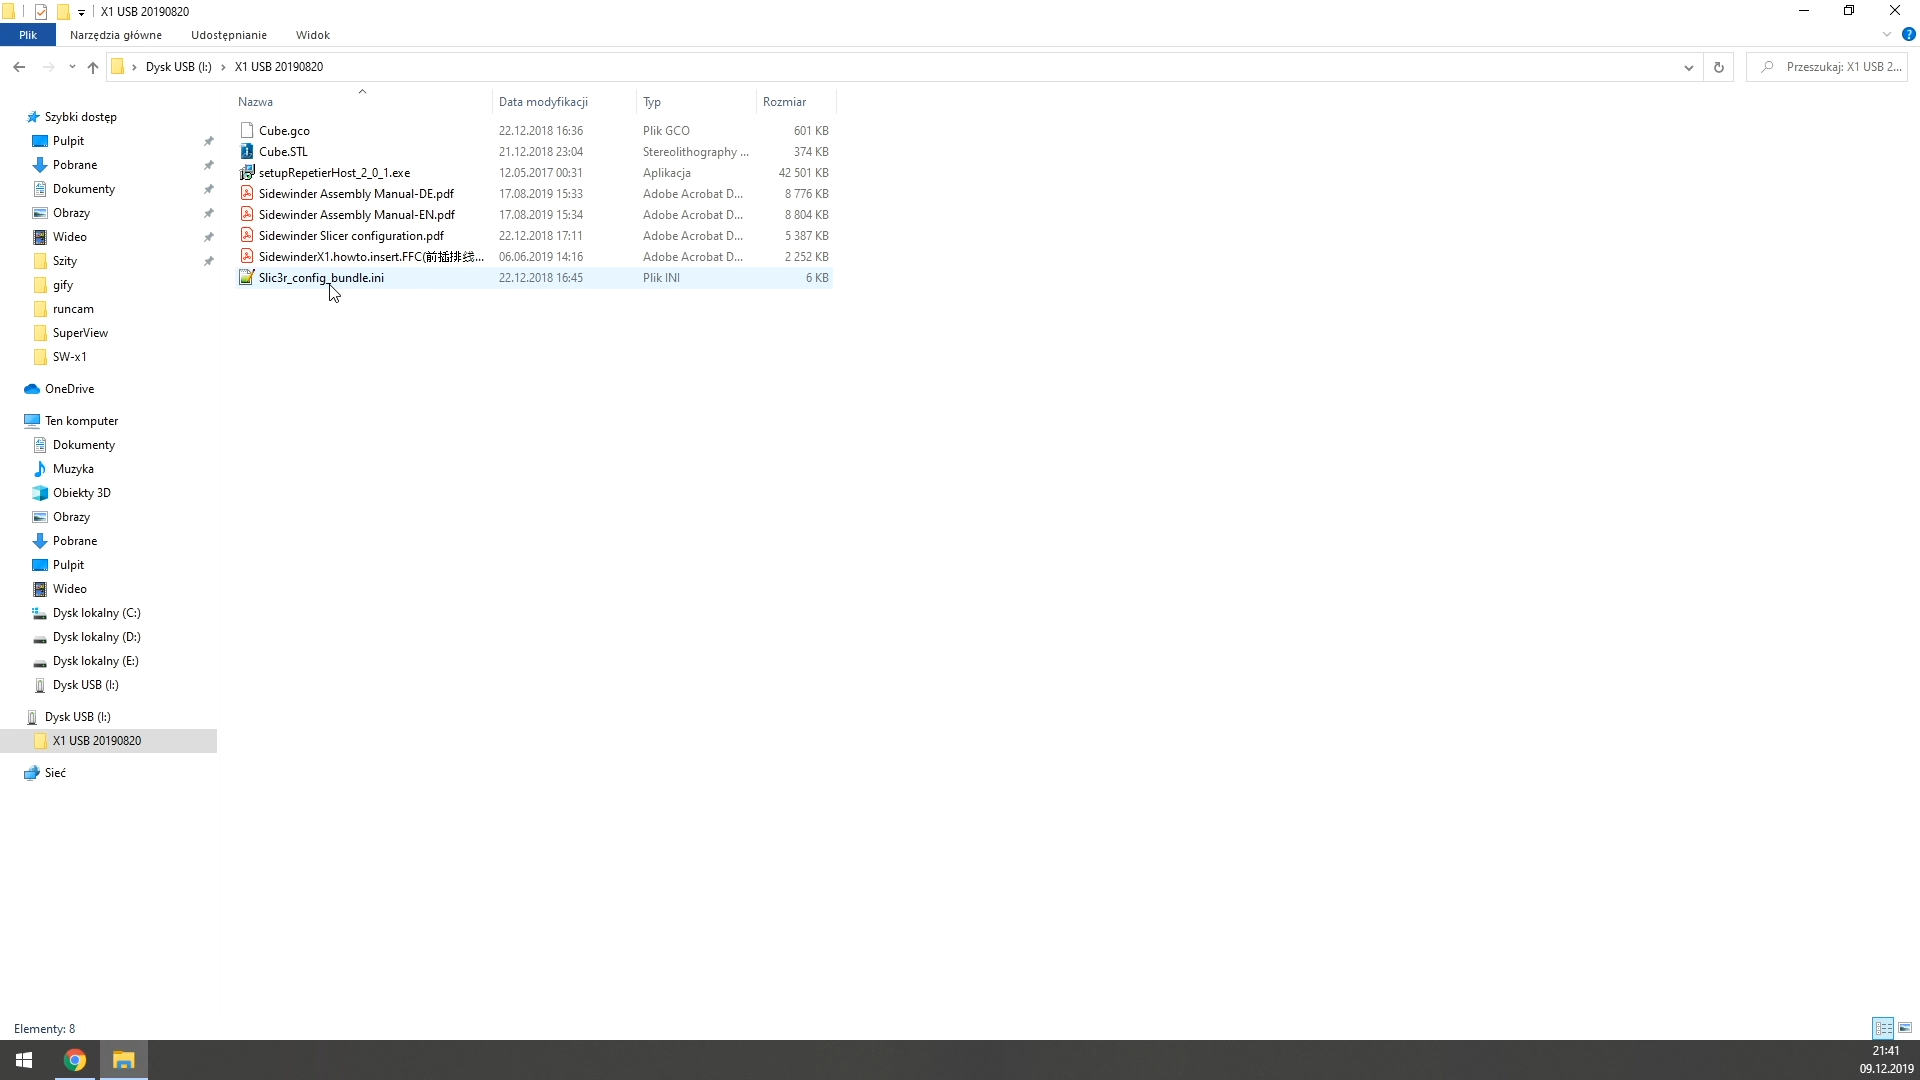 X1 USB 20190820
Plik Narzędzia główne Udostępnianie Widok
Dysk USB (I:) X1 USB 20190820 Przeszukaj: X1 USB 2...
Nazwa Data modyfikacji Typ Rozmiar
Cube.gco 22.12.2018 16:36 Plik GCO 601 KB
Cube.STL 21.12.2018 23:04 Stereolithography ... 374 KB
setupRepetierHost_2_0_1.exe 12.05.2017 00:31 Aplikacja 42 501 KB
Sidewinder Assembly Manual-DE.pdf 17.08.2019 15:33 Adobe Acrobat D... 8 776 KB
Sidewinder Assembly Manual-EN.pdf 17.08.2019 15:34 Adobe Acrobat D... 8 804 KB
Sidewinder Slicer configuration.pdf 22.12.2018 17:11 Adobe Acrobat D... 5 387 KB
SidewinderX1.howto.insert.FFC(前插排线... 06.06.2019 14:16 Adobe Acrobat D... 2 252 KB
Slic3r_config_bundle.ini 22.12.2018 16:45 Plik INI 6 KB
Szybki dostęp
Pulpit
Pobrane
Dokumenty
Obrazy
Wideo
Szity
gify
runcam
SuperView
SW-x1
OneDrive
Ten komputer
Dokumenty
Muzyka
Obiekty 3D
Obrazy
Pobrane
Pulpit
Wideo
Dysk lokalny (C:)
Dysk lokalny (D:)
Dysk lokalny (E:)
Dysk USB (I:)
Dysk USB (I:)
X1 USB 20190820
Sieć
Elementy: 8
21:41
09.12.2019